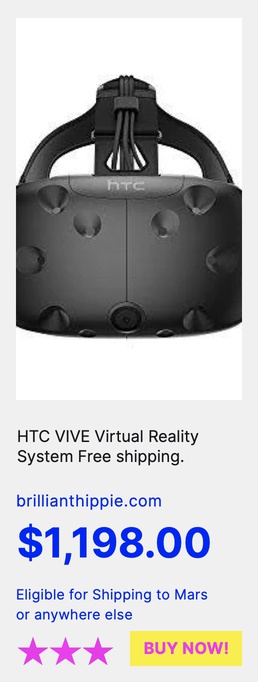 hTC
HTC VIVE Virtual Reality
System Free shipping.
brillianthippie.com
$1,198.00
Eligible for Shipping to Mars
or anywhere else
BUY NOW!